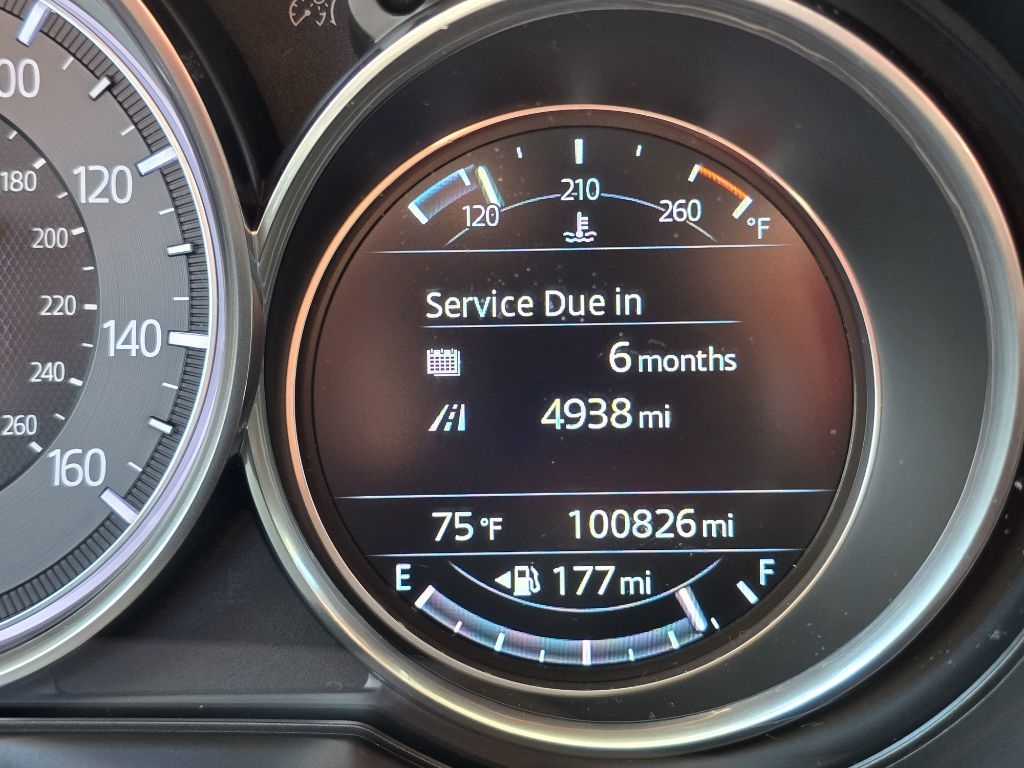 00
120
140
160
180
200
220
240
260
120 210 260 °F
Service Due in
6 months
4938 mi
75 °F 100826 mi
E 177 mi F